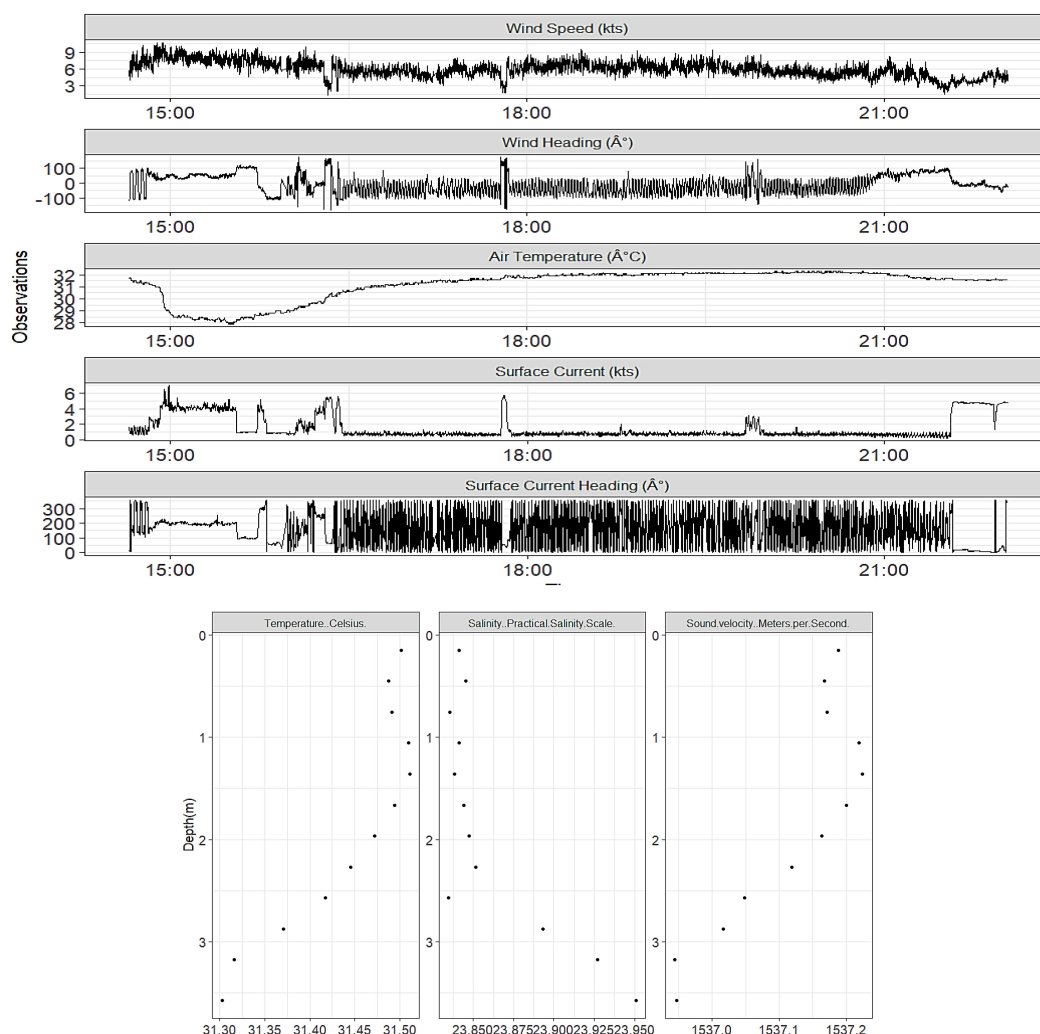 Wind Speed (kts)
9
6
3
15:00 18:00 21:00
Wind Heading (Â°)
100
0
-100
15:00 18:00 21:00
Observations
Air Temperature (Â°C)
32
31
30
29
28
15:00 18:00 21:00
Surface Current (kts)
6
4
2
0
15:00 18:00 21:00
Surface Current Heading (Â°)
300
200
100
0
15:00 18:00 21:00
Temperature..Celsius. Salinity..Practical.Salinity.Scale. Sound.velocity..Meters.per.Second.
0 0 0
1 1 1
Depth(m)
2 2 2
3 3 3
31.30 31.35 31.40 31.45 31.50 23.850 23.875 23.900 23.925 23.950 1537.0 1537.1 1537.2